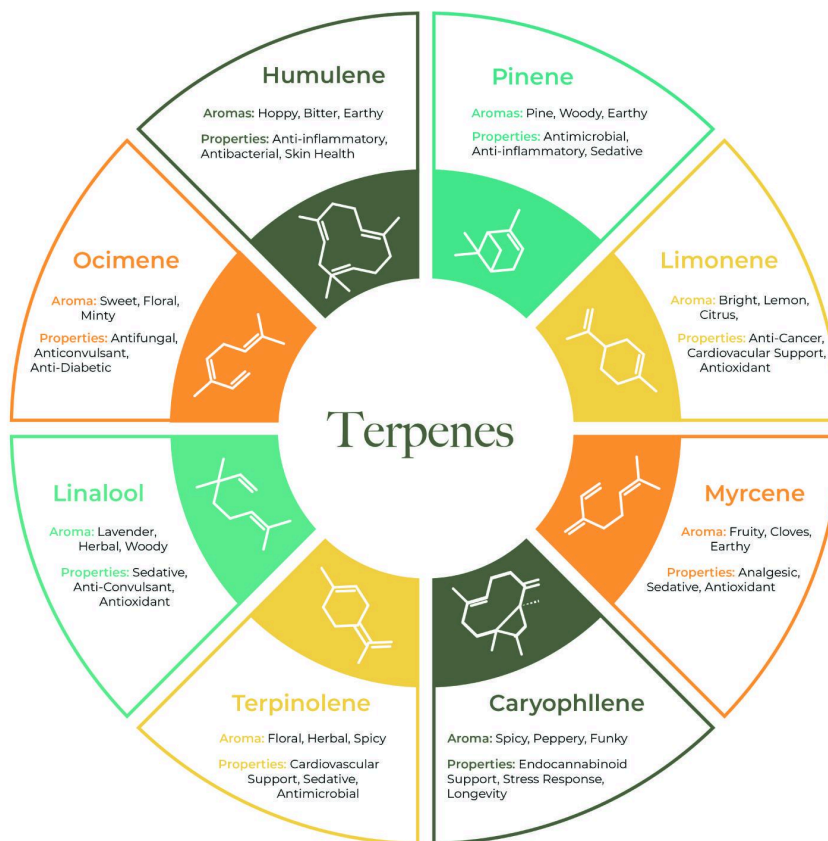 Humulene
Aromas: Hoppy, Bitter, Earthy
Properties: Anti-inflammatory,
Antibacterial, Skin Health
Pinene
Aromas: Pine, Woody, Earthy
Properties: Antimicrobial,
Anti-inflammatory, Sedative
Ocimene
Aroma: Sweet, Floral,
Minty
Properties: Antifungal,
Anticonvulsant,
Anti-Diabetic
Limonene
Aroma: Bright, Lemon
Citrus,
Properties: Anti-Cancer,
Cardiovacular Support,
Antioxidant
Terpenes
Linalool
Aroma: Lavender,
Herbal, Woody
Properties: Sedative,
Anti-Convulsant,
Antioxidant
Myrcene
Aroma: Fruity, Cloves,
Earthy
Properties: Analgesic,
Sedative, Antioxidant
Terpinolene
Aroma: Floral, Herbal, Spicy
Properties: Cardiovascular
Support, Sedative,
Antimicrobial
Caryophllene
Aroma: Spicy, Peppery, Funky
Properties: Endocannabinoid
Support, Stress Response,
Longevity